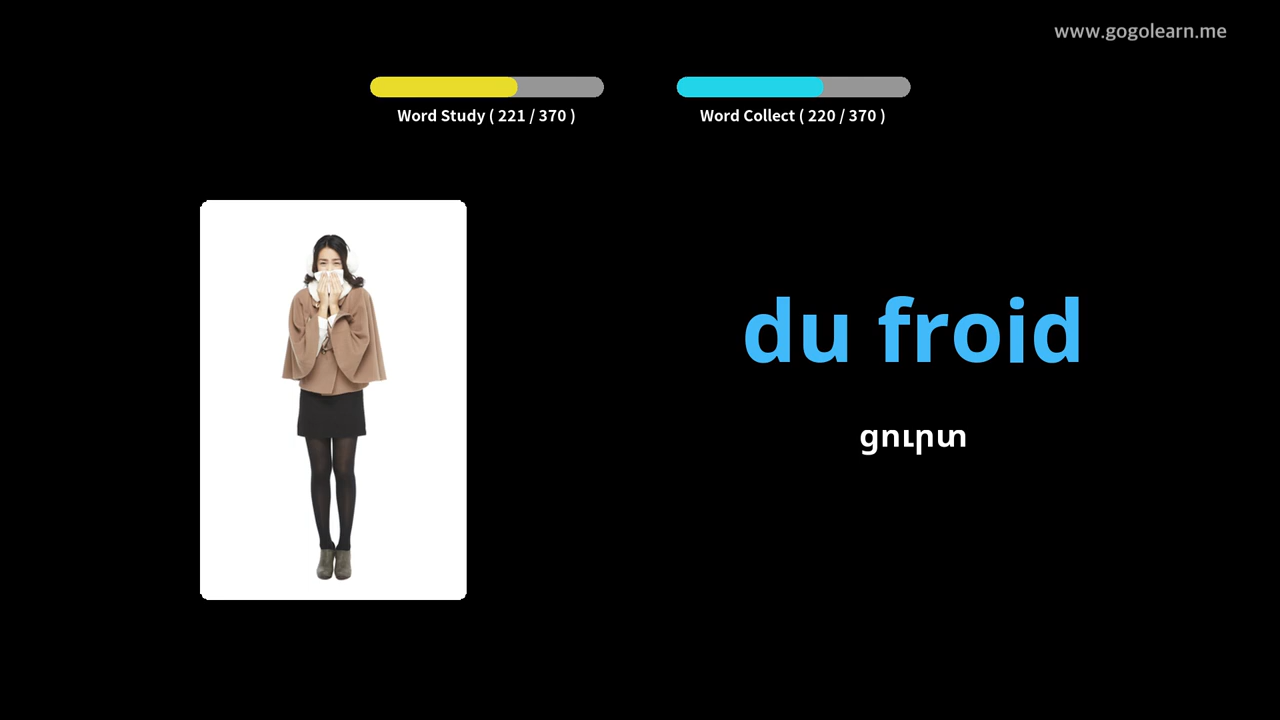 www.gogolearn.me
Word Study ( 221 / 370 )
Word Collect ( 220 / 370 )
du froid
ցուրտ